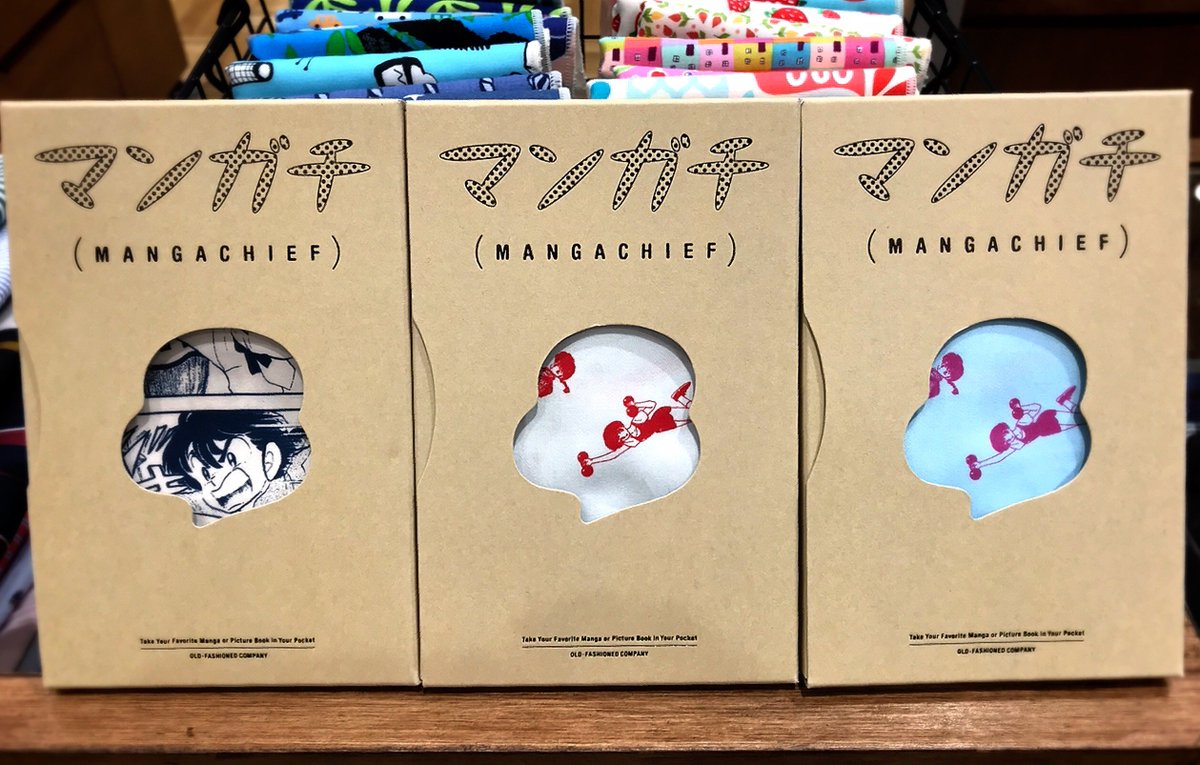 マンガチ
(MANGACHIEF)
Take Your Favorite Manga or Picture Book in Your Pocket
OLD-FASHIONED COMPANY
マンガチ
(MANGACHIEF)
Take Your Favorite Manga or Picture Book in Your Pocket
OLD-FASHIONED COMPANY
マンガチ
(MANGACHIEF)
Take Your Favorite Manga or Picture Book in Your Pocket
OLD-FASHIONED COMPANY